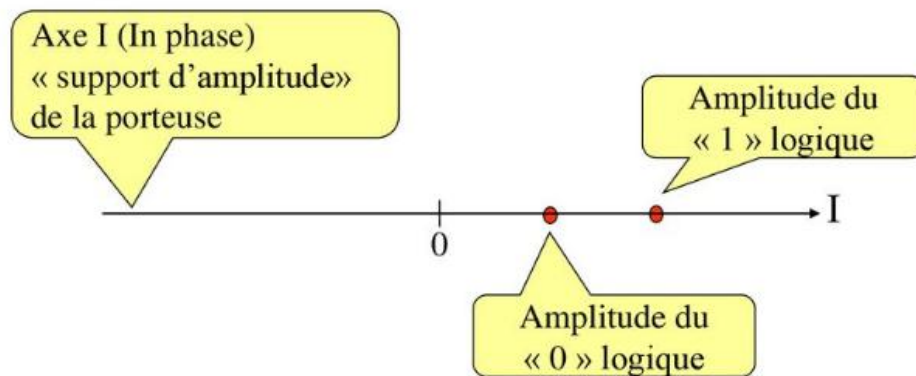 Axe I (In phase)
« support d’amplitude»
de la porteuse
Amplitude du
« 1 » logique
I
0
Amplitude du
« 0 » logique